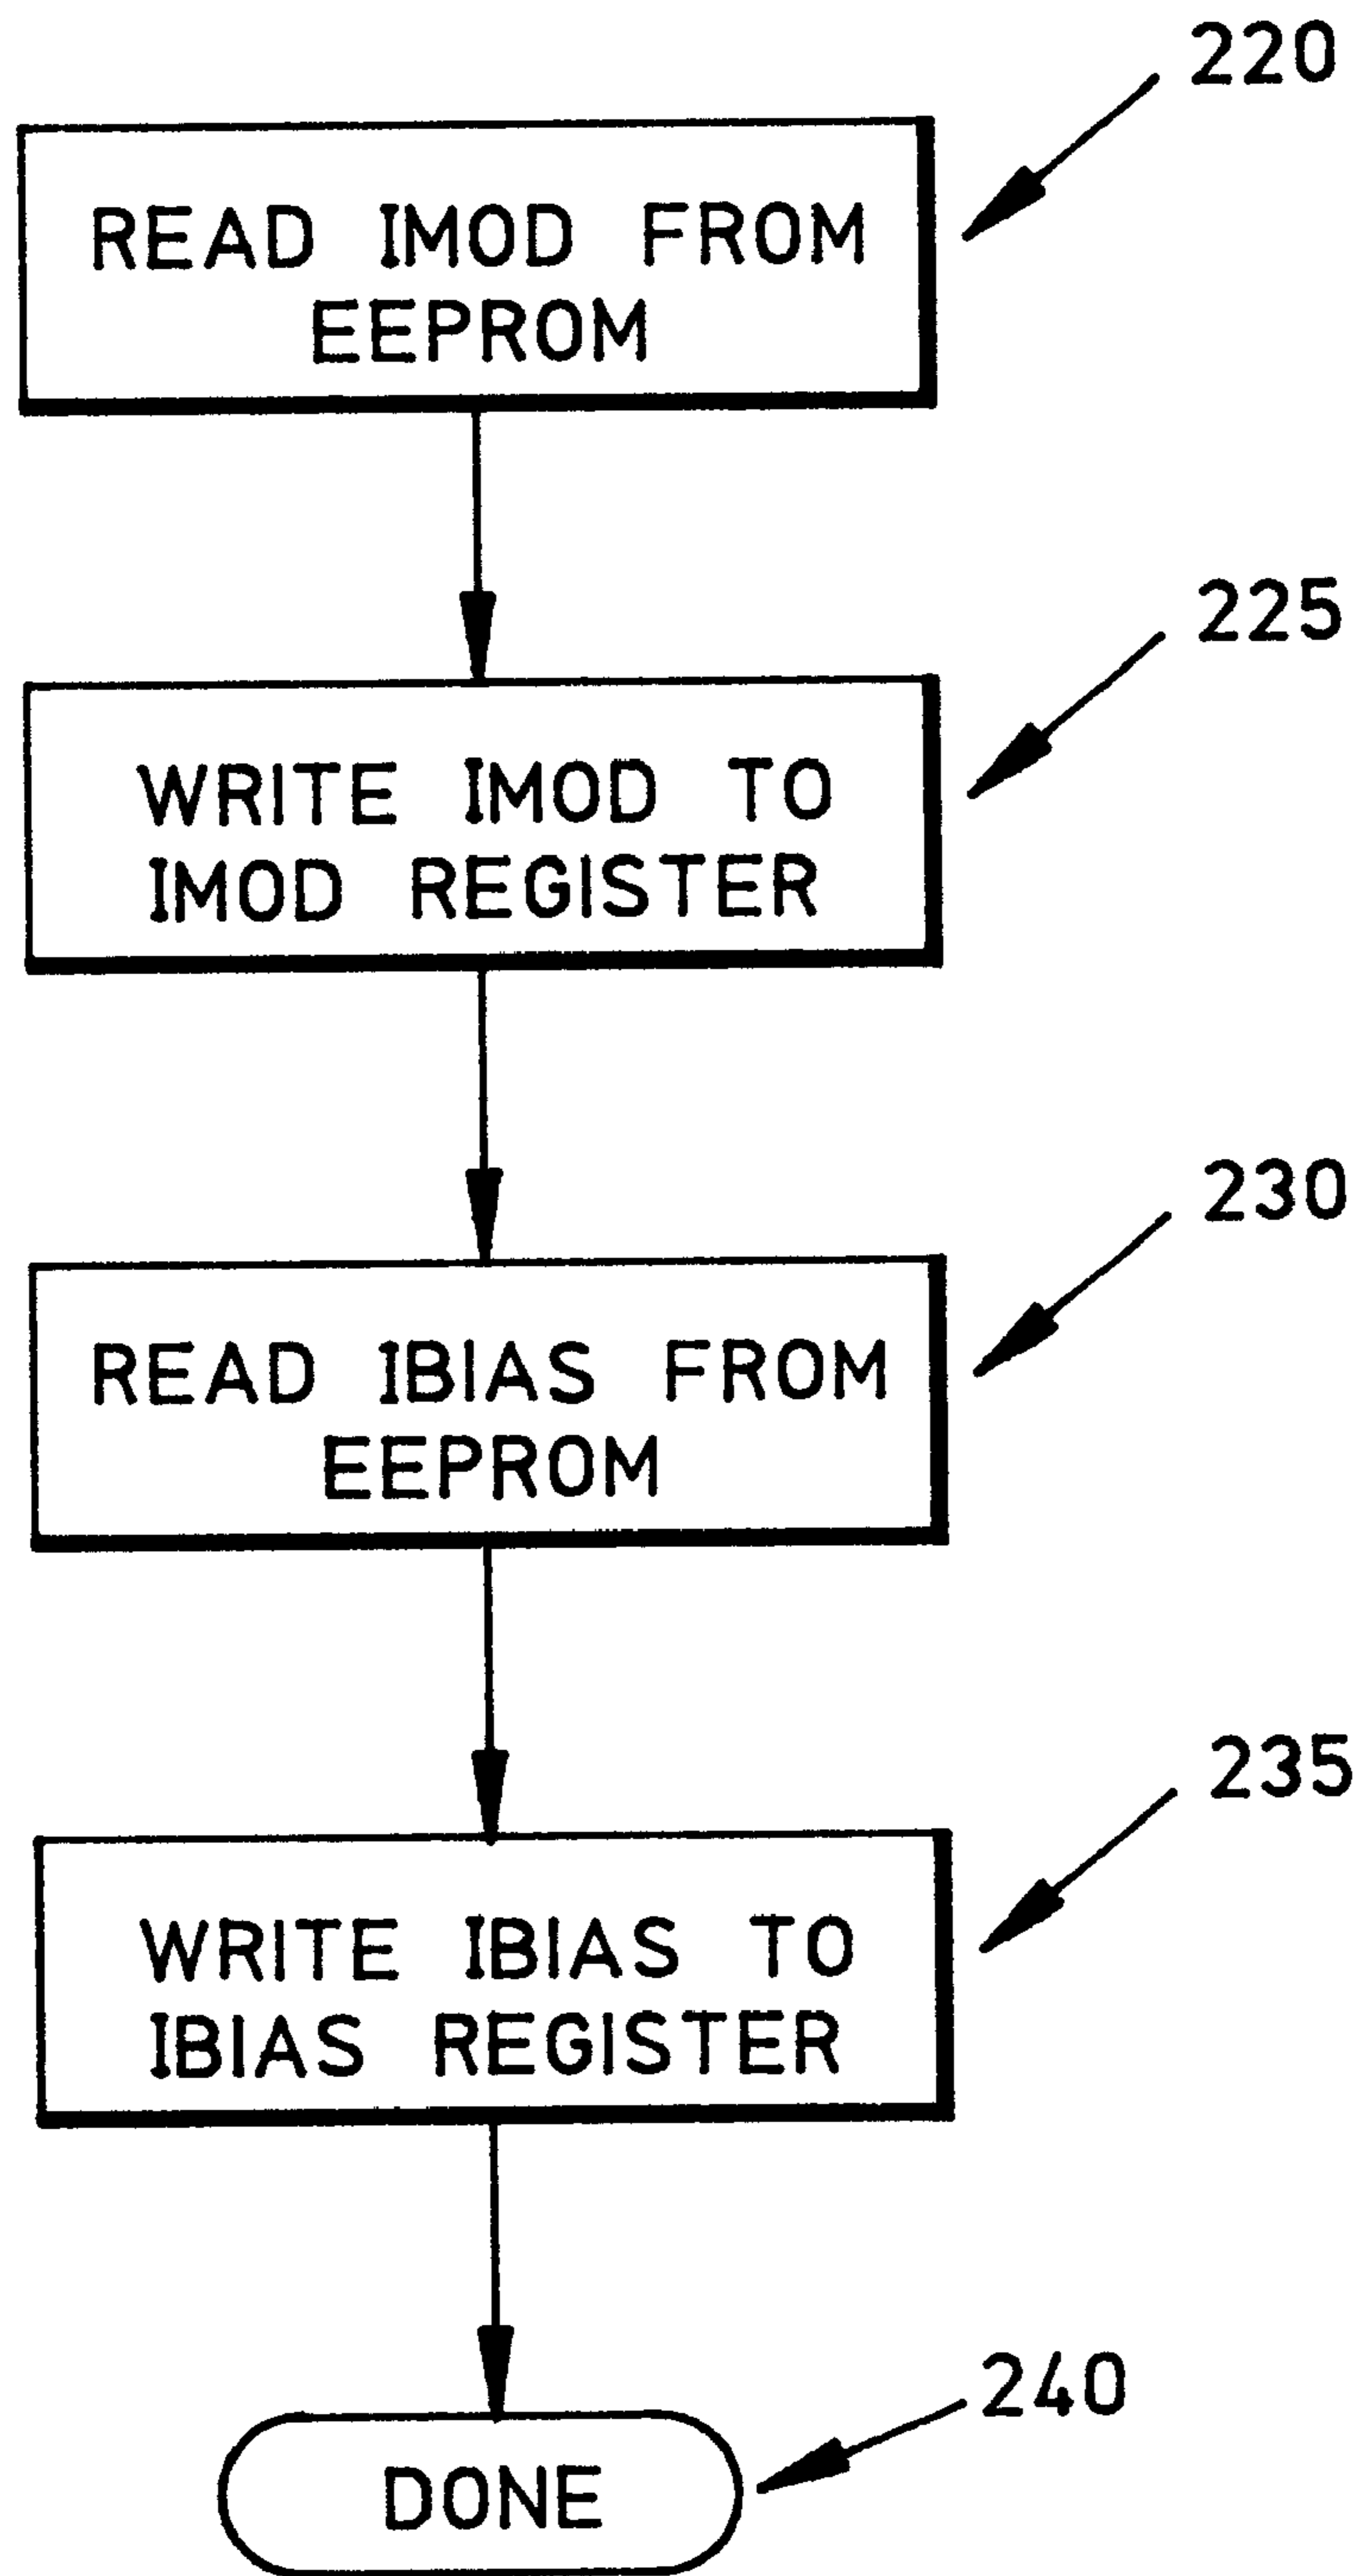 220
READ IMOD FROM
EEPROM
225
WRITE IMOD TO
IMOD REGISTER
230
READ IBIAS FROM
EEPROM
235
WRITE IBIAS TO
IBIAS REGISTER
240
DONE